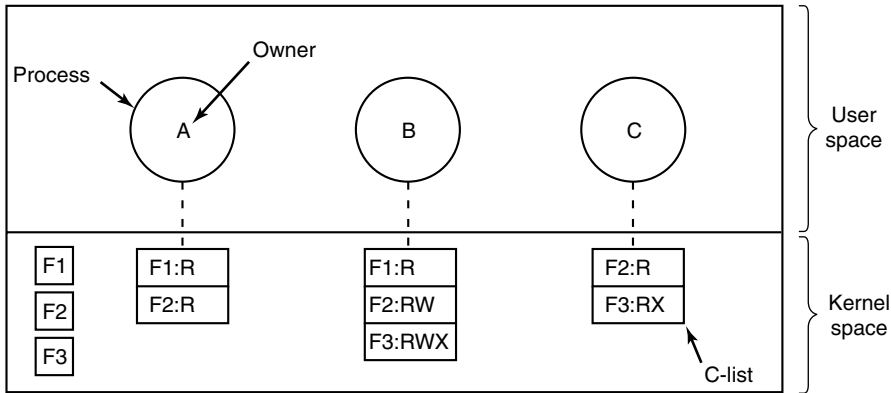 Owner
Process
A
B
C
User
space
F1
F2
F3
F1:R
F2:R
F1:R
F2:RW
F3:RWX
F2:R
F3:RX
C-list
Kernel
space